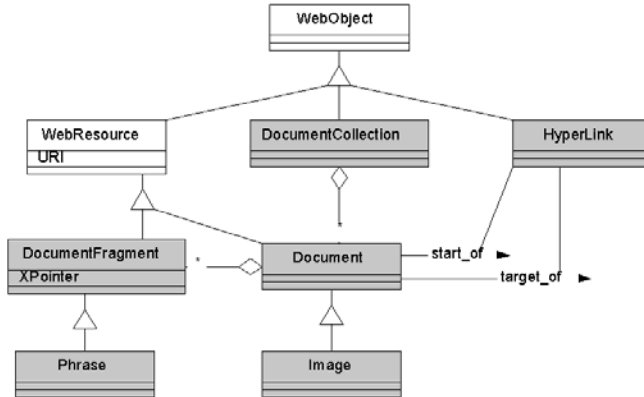 WebObject
WebResource
URI
DocumentCollection
HyperLink
*
DocumentFragment
XPointer
*
Document
start_of
target_of
Phrase
Image